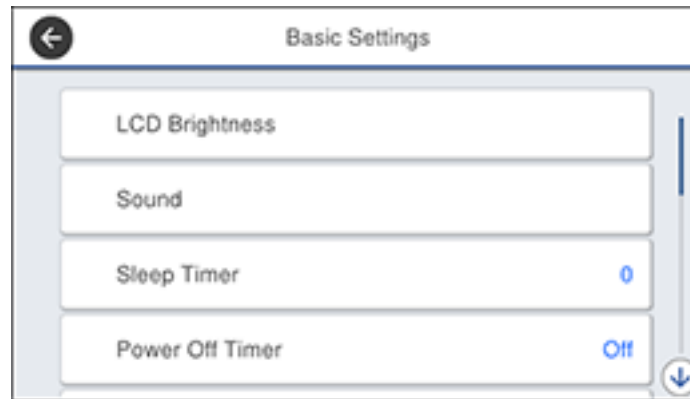 Basic Settings
LCD Brightness
Sound
Sleep Timer 0
Power Off Timer Off